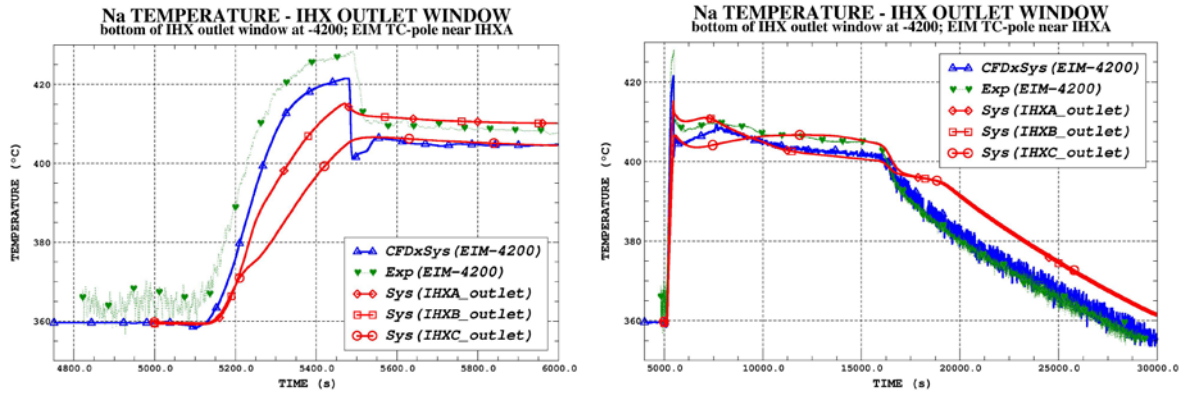 Na TEMPERATURE - IHX OUTLET WINDOW
bottom of IHX outlet window at -4200; EIM TC-pole near IHXA
TEMPERATURE (°C)
420
400
380
360
CFDxSys(EIM-4200)
Exp(EIM-4200)
Sys(IHXA_outlet)
Sys(IHXB_outlet)
Sys(IHXC_outlet)
4800.0 5000.0 5200.0 5400.0 5600.0 5800.0 6000.0
TIME (s)
Na TEMPERATURE - IHX OUTLET WINDOW
bottom of IHX outlet window at -4200; EIM TC-pole near IHXA
TEMPERATURE (°C)
420
400
380
360
CFDxSys(EIM-4200)
Exp(EIM-4200)
Sys(IHXA_outlet)
Sys(IHXB_outlet)
Sys(IHXC_outlet)
5000.0 10000.0 15000.0 20000.0 25000.0 30000.0
TIME (s)